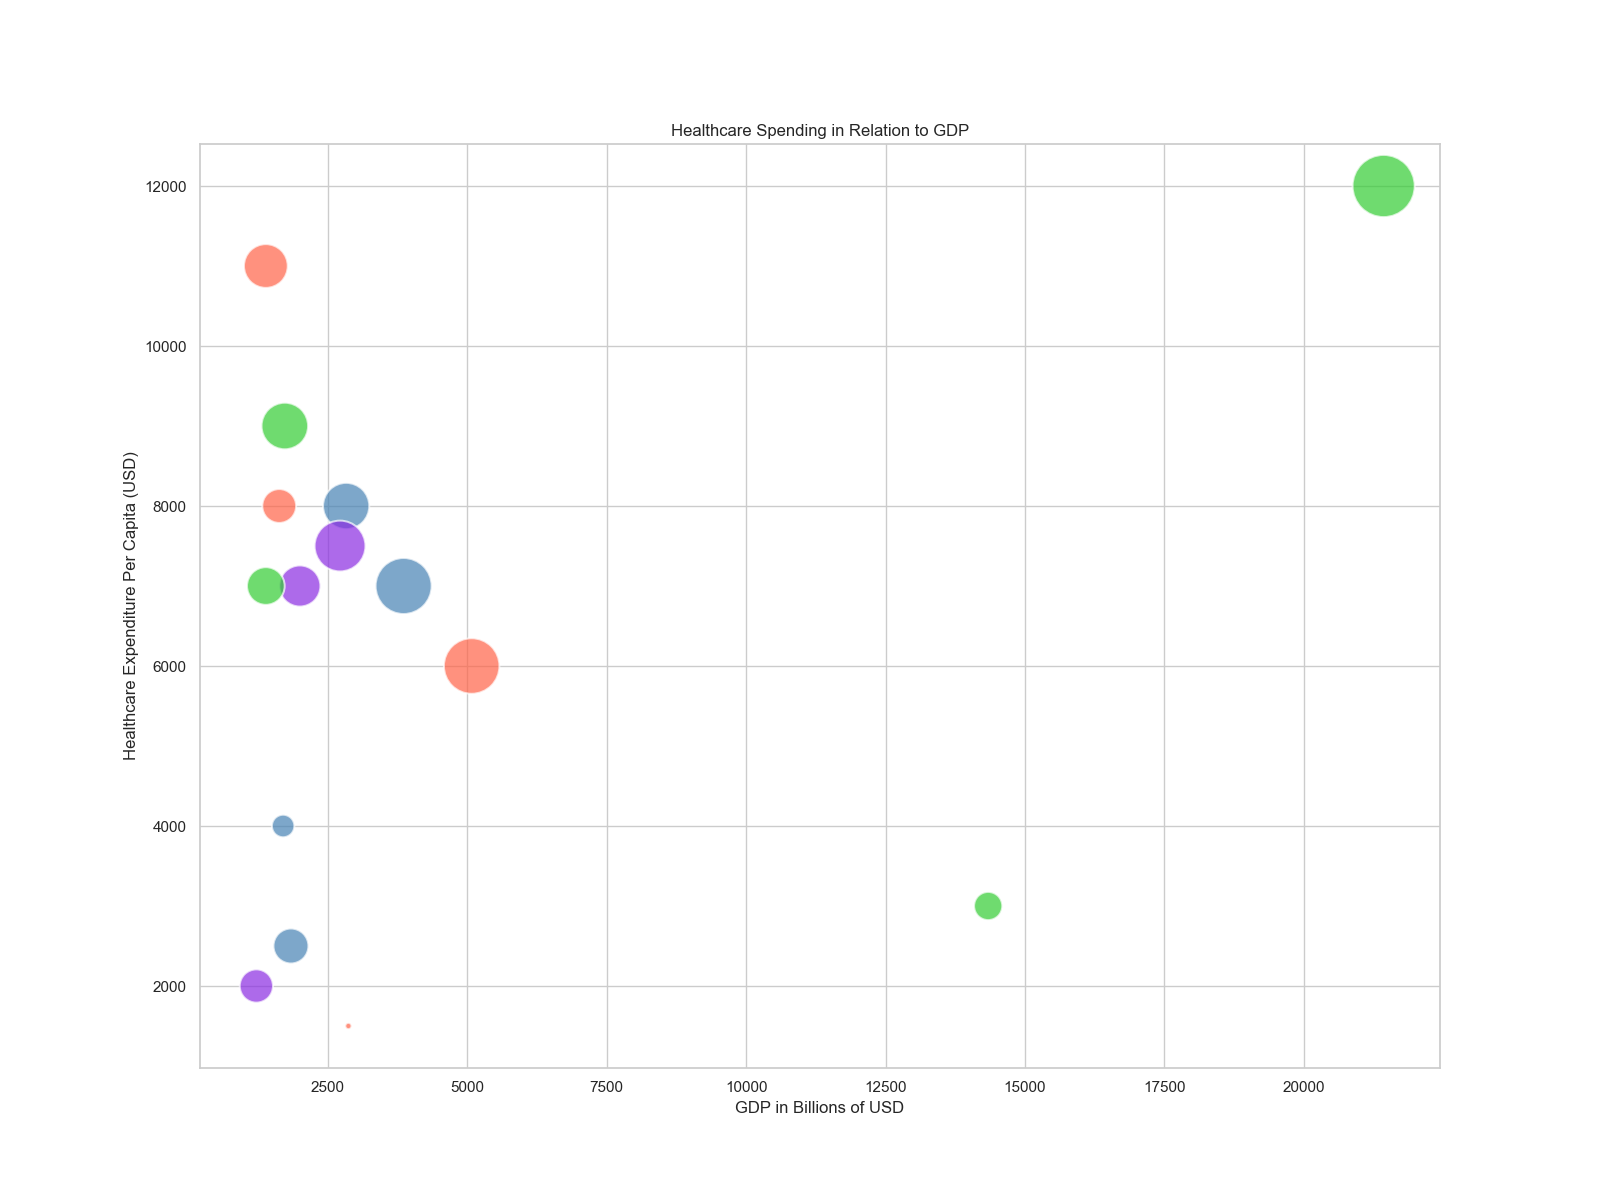 Healthcare Spending in Relation to GDP
Healthcare Expenditure Per Capita (USD)
12000
10000
8000
6000
4000
2000
2500 5000 7500 10000 12500 15000 17500 20000
GDP in Billions of USD